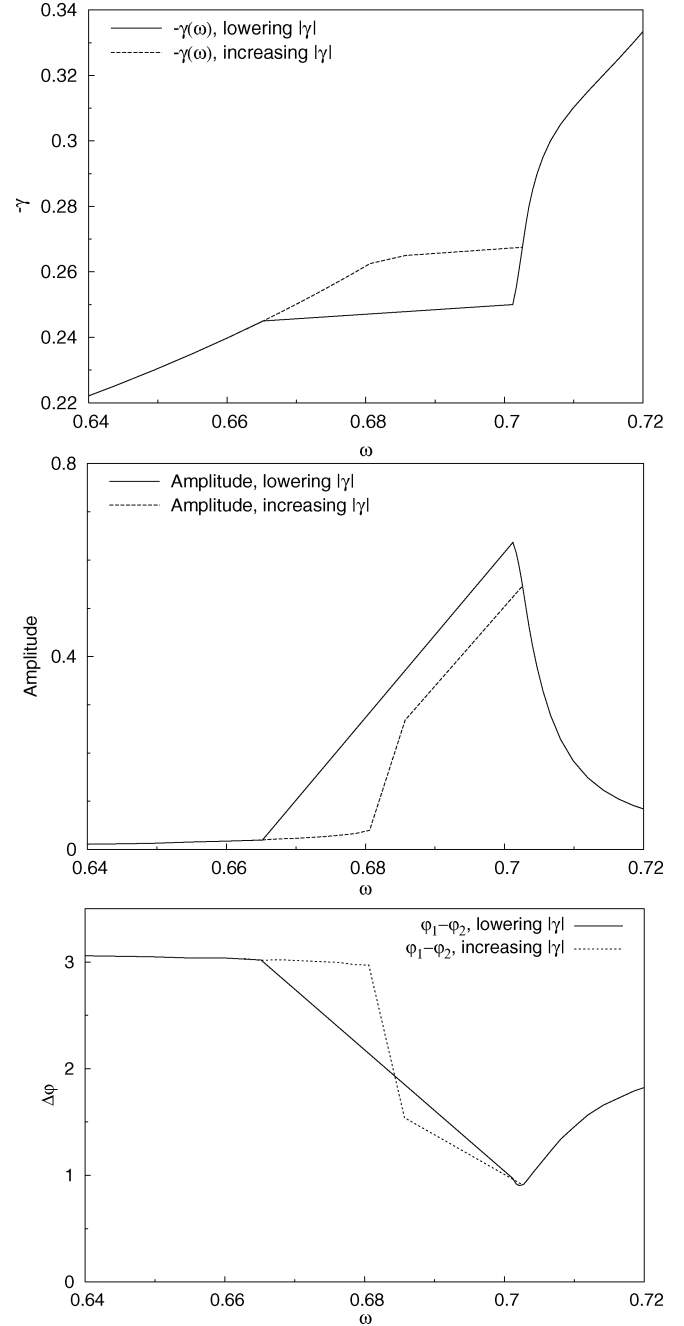 0.34
-γ(ω), lowering |γ|
-γ(ω), increasing |γ|
0.32
0.3
0.28
-γ
0.26
0.24
0.22
0.64 0.66 0.68 0.7 0.72
ω
0.8
Amplitude, lowering |γ|
Amplitude, increasing |γ|
Amplitude
0.4
0
0.64 0.66 0.68 0.7 0.72
ω
φ1−φ2, lowering |γ|
φ1−φ2, increasing |γ|
3
2
Δφ
1
0
0.64 0.66 0.68 0.7 0.72
ω